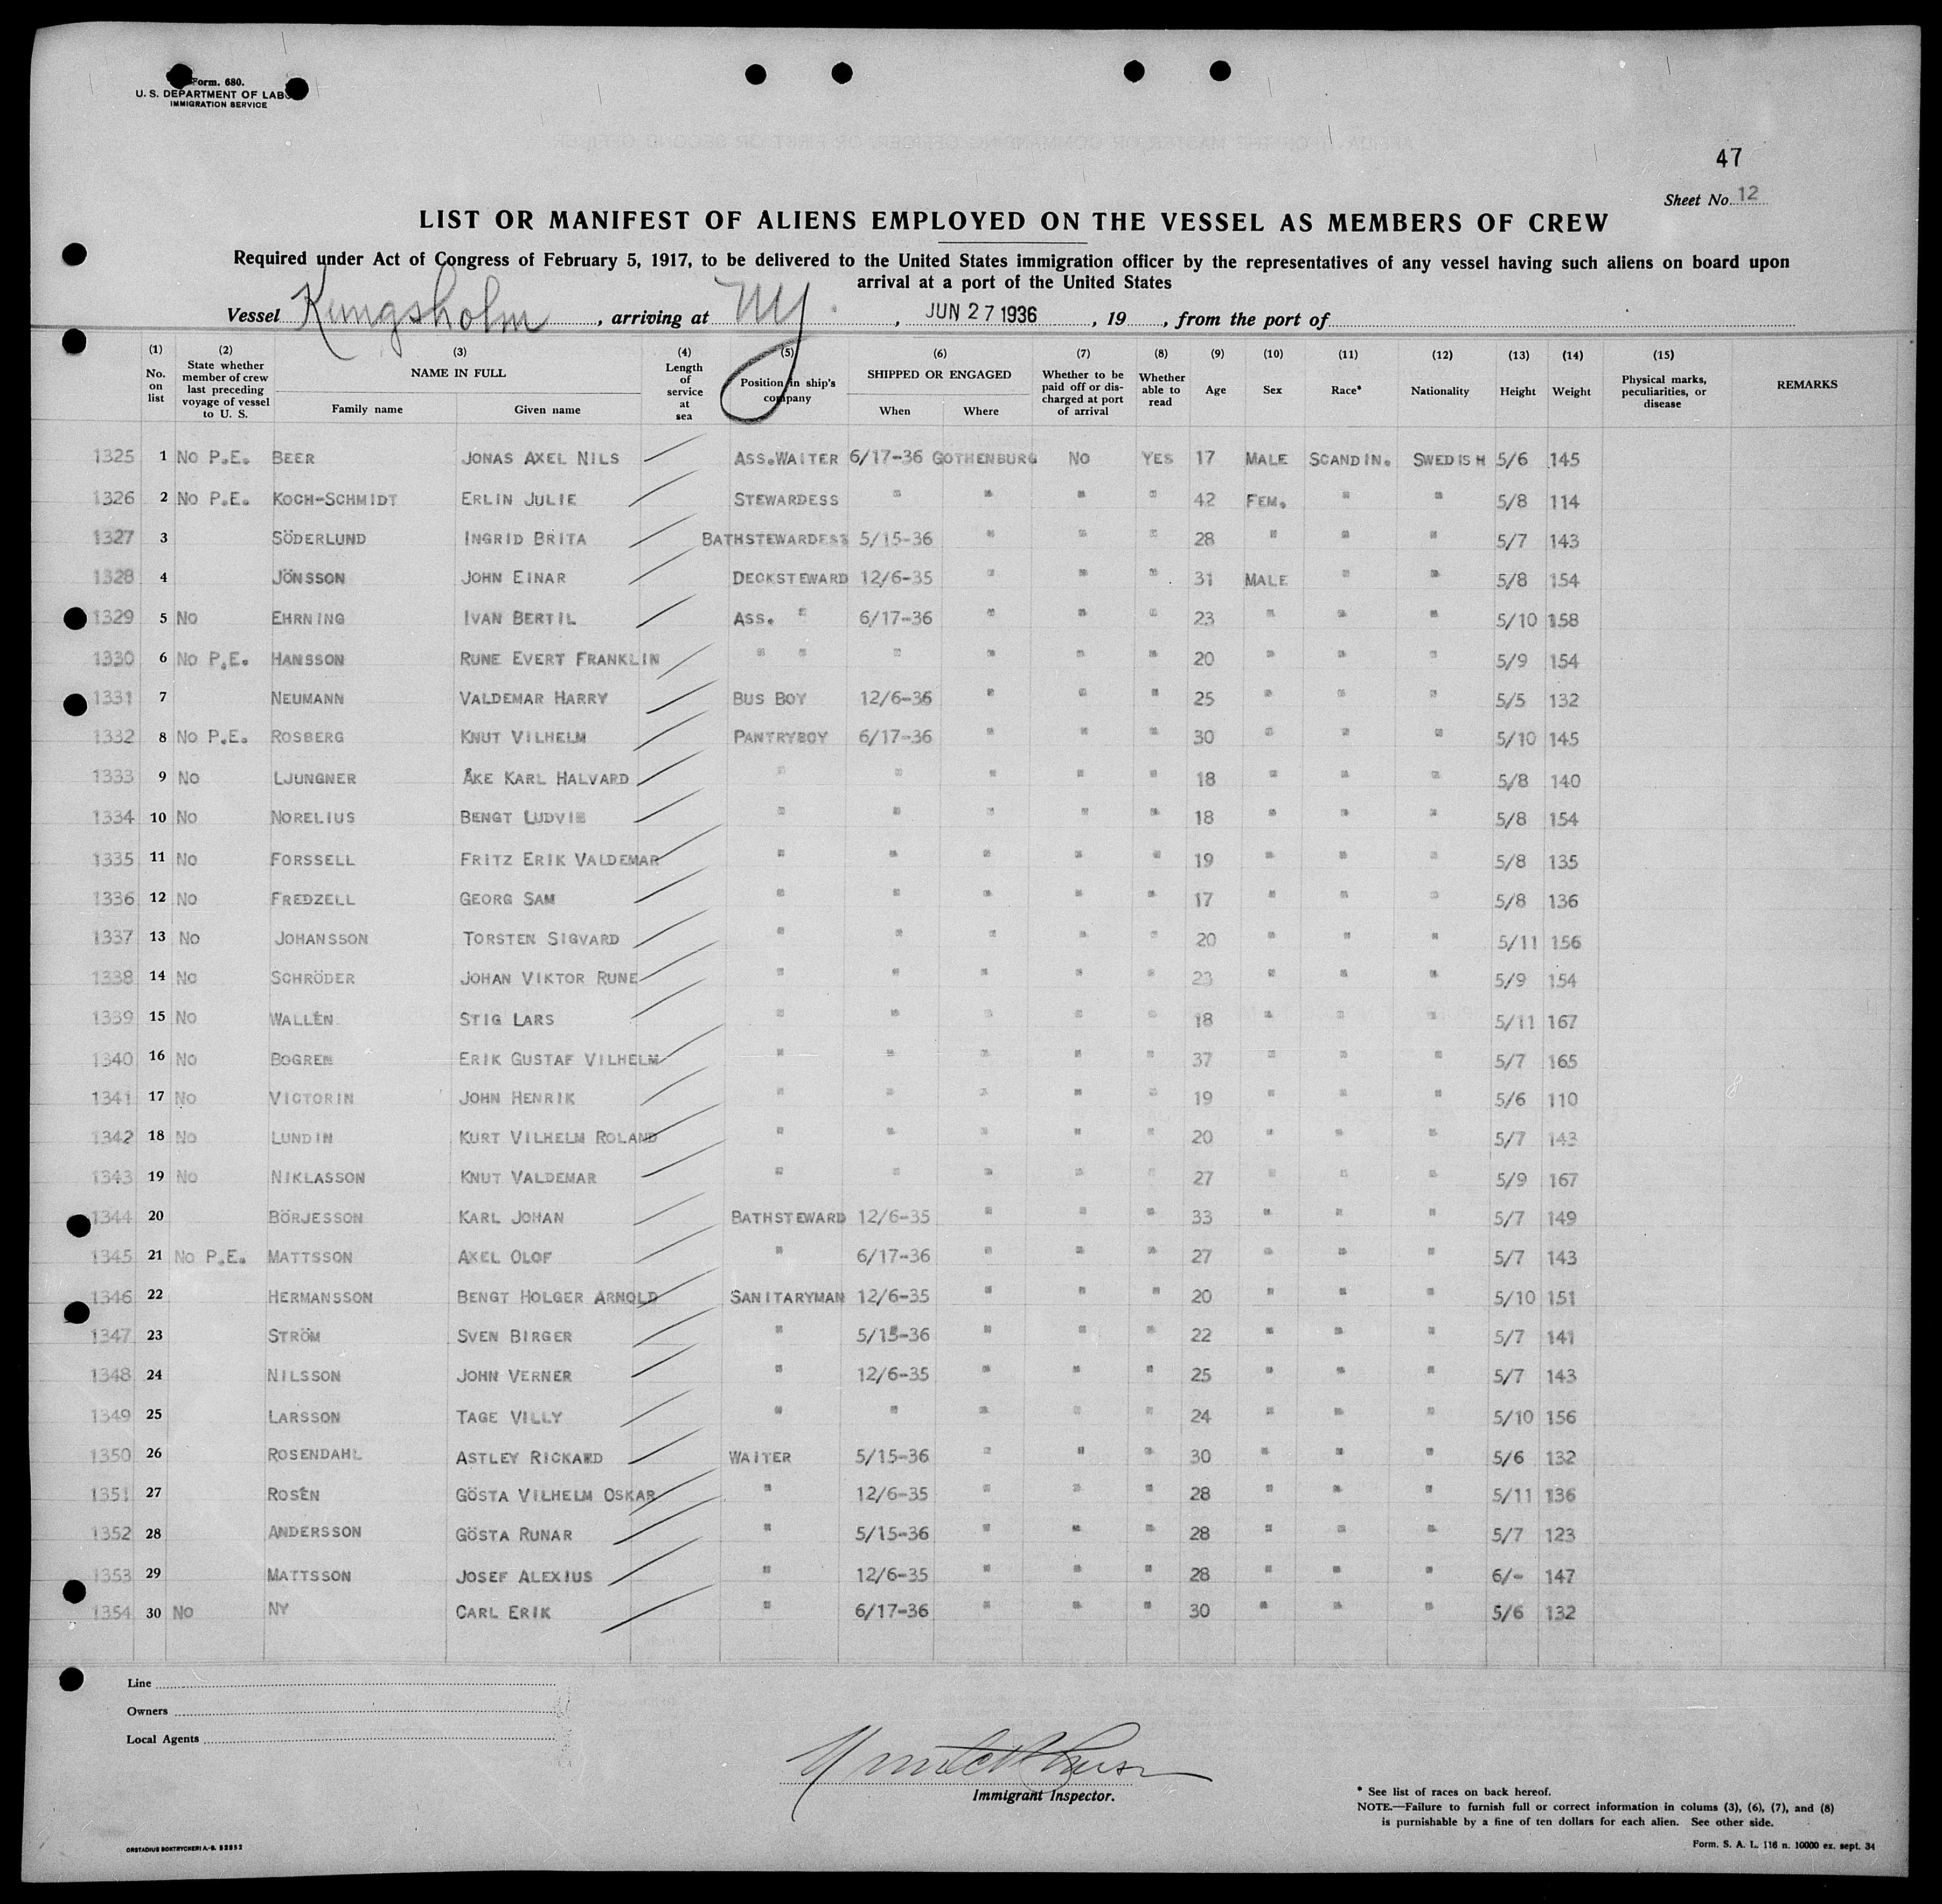 Form. 680.
U. S. DEPARTMENT OF LABO
IMMIGRATION SERVICE
47
Sheet No. 12
LIST OR MANIFEST OF ALIENS EMPLOYED ON THE VESSEL AS MEMBERS OF CREW
Required under Act of Congress of February 5, 1917, to be delivered to the United States immigration officer by the representatives of any vessel having such aliens on board upon
arrival at a port of the United States
Vessel Kungsholm, arriving at NY, JUN 27 1936, 19 , from the port of
(1) No. on list (2) State whether member of crew last preceding voyage of vessel to U. S. (3) NAME IN FULL Family name Given name (4) Length of service at sea (5) Position in ship's company (6) SHIPPED OR ENGAGED When Where (7) Whether to be paid off or discharged at port of arrival (8) Whether able to read (9) Age (10) Sex (11) Race* (12) Nationality (13) Height (14) Weight (15) Physical marks, peculiarities, or disease REMARKS
1325 1 NO P.E. BEER JONAS AXEL NILS ASS.WAITER 6/17-36 GOTHENBURG NO YES 17 MALE SCANDIN. SWEDISH 5/6 145
1326 2 NO P.E. KOCH-SCHMIDT ERLIN JULIE STEWARDESS " " " " 42 FEM. " " 5/8 114
1327 3 SÖDERLUND INGRID BRITA BATHSTEWARDESS 5/15-36 " " " 28 " " " 5/7 143
1328 4 JÖNSSON JOHN EINAR DECKSTEWARD 12/6-35 " " " 31 MALE " " 5/8 154
1329 5 NO EHRNING IVAN BERTIL ASS. " 6/17-36 " " " 23 " " " 5/10 158
1330 6 NO P.E. HANSSON RUNE EVERT FRANKLIN " " " " " " 20 " " " 5/9 154
1331 7 NEUMANN VALDEMAR HARRY BUS BOY 12/6-36 " " " 25 " " " 5/5 132
1332 8 NO P.E. ROSBERG KNUT VILHELM PANTRYBOY 6/17-36 " " " 30 " " " 5/10 145
1333 9 NO LJUNGNER ÅKE KARL HALVARD " " " " " 18 " " " 5/8 140
1334 10 NO NORELIUS BENGT LUDVIG " " " " " 18 " " " 5/8 154
1335 11 NO FORSSELL FRITZ ERIK VALDEMAR " " " " " 19 " " " 5/8 135
1336 12 NO FREDZELL GEORG SAM " " " " " 17 " " " 5/8 136
1337 13 NO JOHANSSON TORSTEN SIGVARD " " " " " 20 " " " 5/11 156
1338 14 NO SCHRÖDER JOHAN VIKTOR RUNE " " " " " 23 " " " 5/9 154
1339 15 NO WALLÉN STIG LARS " " " " " 18 " " " 5/11 167
1340 16 NO BOGREN ERIK GUSTAF VILHELM " " " " " 37 " " " 5/7 165
1341 17 NO VICTORIN JOHN HENRIK " " " " " 19 " " " 5/6 110
1342 18 NO LUNDIN KURT VILHELM ROLAND " " " " " 20 " " " 5/7 143
1343 19 NO NIKLASSON KNUT VALDEMAR " " " " " 27 " " " 5/9 167
1344 20 BÖRJESSON KARL JOHAN BATHSTEWARD 12/6-35 " " " 33 " " " 5/7 149
1345 21 NO P.E. MATTSSON AXEL OLOF " 6/17-36 " " " 27 " " " 5/7 143
1346 22 HERMANSSON BENGT HOLGER ARNOLD SANITARYMAN 12/6-35 " " " 20 " " " 5/10 151
1347 23 STRÖM SVEN BIRGER " 5/15-36 " " " 22 " " " 5/7 141
1348 24 NILSSON JOHN VERNER " 12/6-35 " " " 25 " " " 5/7 143
1349 25 LARSSON TAGE VILLY " " " " " 24 " " " 5/10 156
1350 26 ROSENDAHL ASTLEY RICKARD WAITER 5/15-36 " " " 30 " " " 5/6 132
1351 27 ROSÉN GÖSTA VILHELM OSKAR " 12/6-35 " " " 28 " " " 5/11 136
1352 28 ANDERSSON GÖSTA RUNAR " 5/15-36 " " " 28 " " " 5/7 123
1353 29 MATTSSON JOSEF ALEXIUS " 12/6-35 " " " 28 " " " 6/- 147
1354 30 NO NY CARL ERIK " 6/17-36 " " " 30 " " " 5/6 132
Line
Owners
Local Agents
Immigrant Inspector.
* See list of races on back hereof.
NOTE.—Failure to furnish full or correct information in colums (3), (6), (7), and (8)
is purnishable by a fine of ten dollars for each alien. See other side.
ORSTADIUS BOKTRYCKERI A.-B. 52852
Form. S. A. L. 116 n. 10000 ex. sept. 34